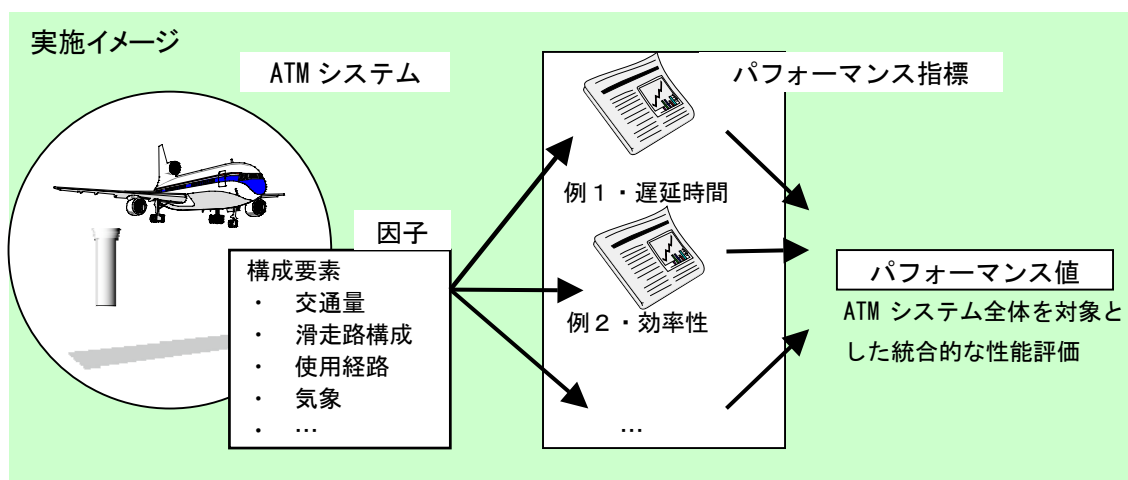 実施イメージ
ATM システム
因子
構成要素
・ 交通量
・ 滑走路構成
・ 使用経路
・ 気象
・ …
パフォーマンス指標
例１・遅延時間
例２・効率性
…
パフォーマンス値
ATM システム全体を対象と
した統合的な性能評価